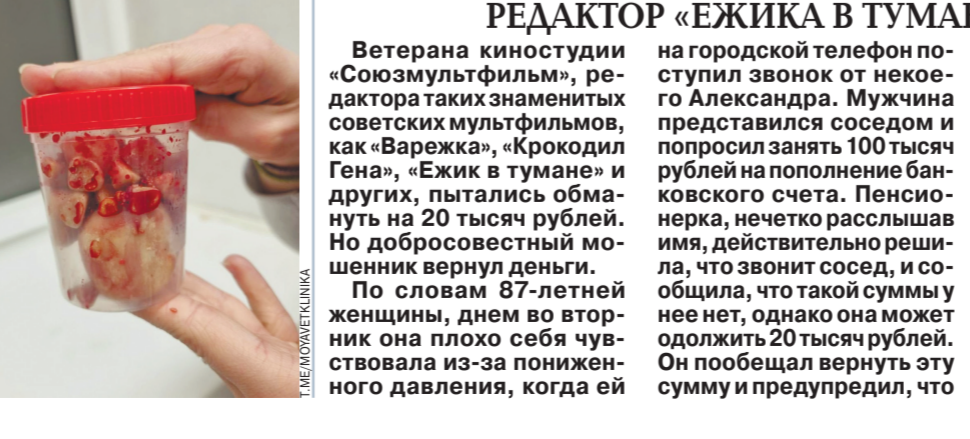 РЕДАКТОР «ЕЖИКА В ТУМАН
Ветерана киностудии
«Союзмультфильм», ре-
дактора таких знаменитых
советских мультфильмов,
как «Варежка», «Крокодил
Гена», «Ежик в тумане» и
других, пытались обма-
нуть на 20 тысяч рублей.
Но добросовестный мо-
шенник вернул деньги.
По словам 87-летней
женщины, днем во втор-
ник она плохо себя чув-
ствовала из-за понижен-
ного давления, когда ей
на городской телефон по-
ступил звонок от некое-
го Александра. Мужчина
представился соседом и
попросил занять 100 тысяч
рублей на пополнение бан-
ковского счета. Пенсио-
нерка, нечетко расслышав
имя, действительно реши-
ла, что звонит сосед, и со-
общила, что такой суммы у
нее нет, однако она может
одолжить 20 тысяч рублей.
Он пообещал вернуть эту
сумму и предупредил, что
T.ME/MOYAVETKLINIKA